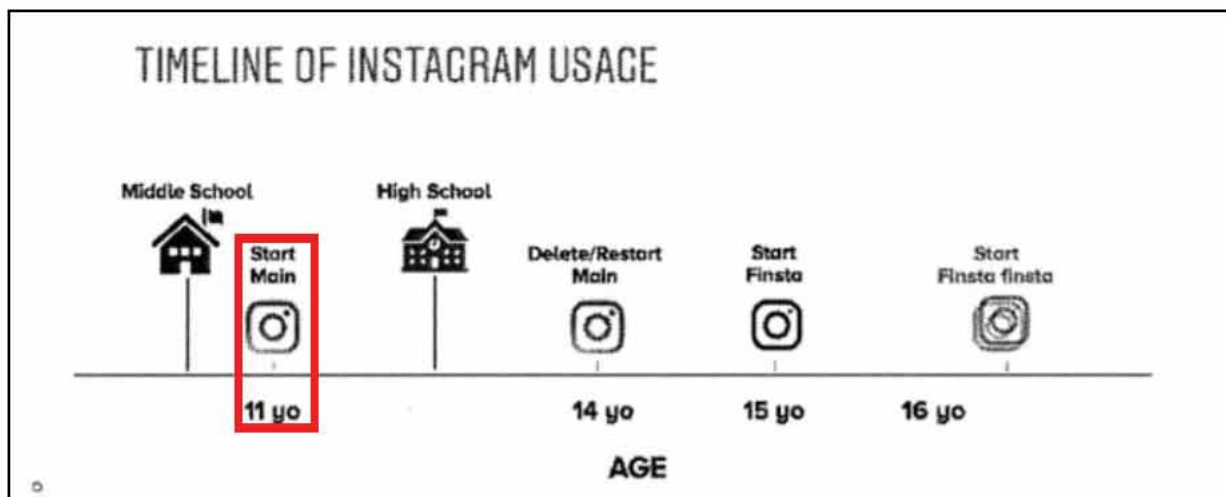 TIMELINE OF INSTAGRAM USAGE
Middle School
High School
Start
Main
Delete/Restart
Main
Start
Finsta
Start
Finsta finsta
11 yo
14 yo
15 yo
16 yo
AGE